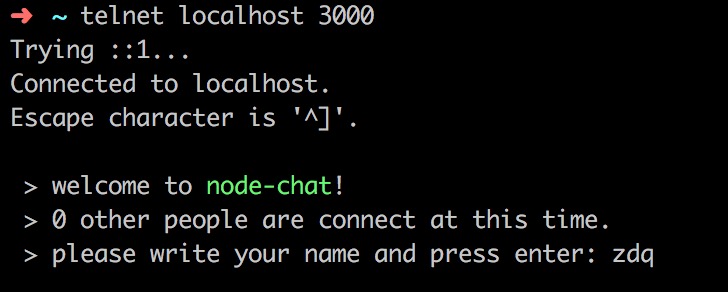 ➜ ~ telnet localhost 3000
Trying ::1...
Connected to localhost.
Escape character is '^]'.
> welcome to node-chat!
> 0 other people are connect at this time.
> please write your name and press enter: zdq